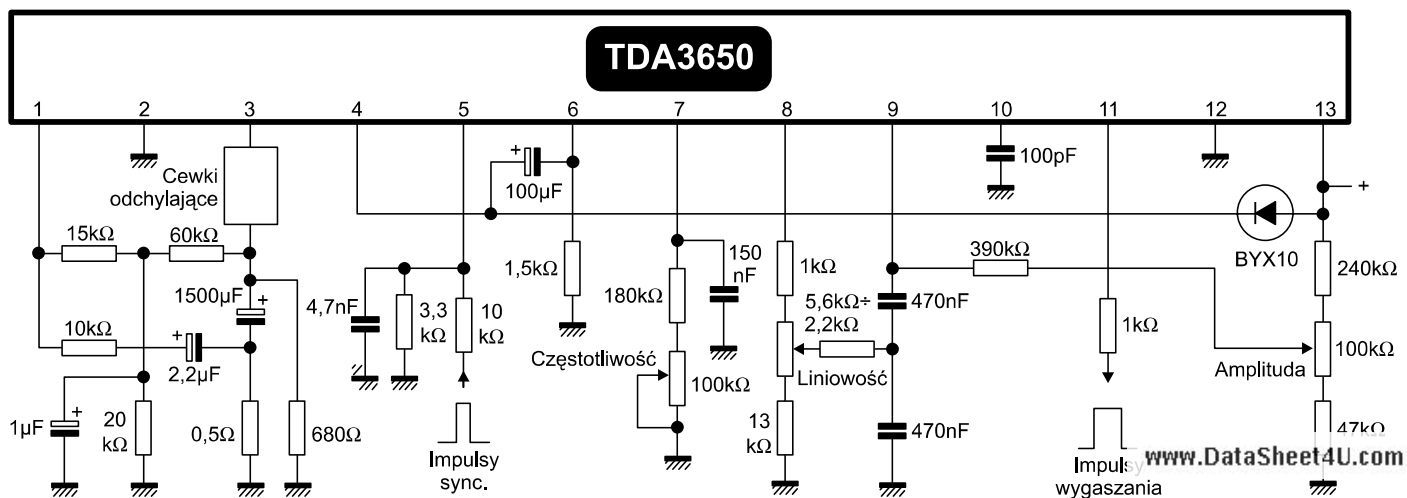 TDA3650
1 2 3 4 5 6 7 8 9 10 11 12 13
Cewki
odchylające
+
100µF
100pF
+
BYX10
15kΩ
60kΩ
1500µF
+
10kΩ
+
2,2µF
1µF
+
20
kΩ
0,5Ω
680Ω
4,7nF
3,3
kΩ
10
kΩ
Impulsy
sync.
1,5kΩ
180kΩ
150
nF
Częstotliwość
100kΩ
1kΩ
5,6kΩ÷
2,2kΩ
Liniowość
13
kΩ
470nF
470nF
390kΩ
1kΩ
Impulsy
wygaszania
240kΩ
100kΩ
Amplituda
47kΩ
www.DataSheet4U.com